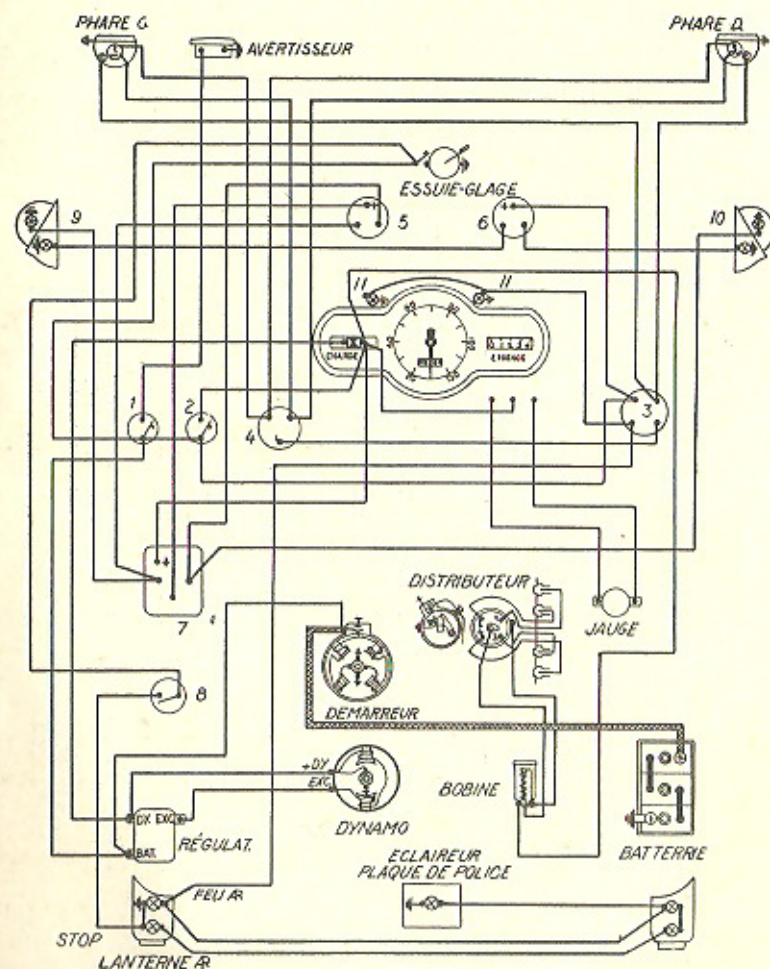 PHARE G
PHARE D
AVERTISSEUR
ESSUIE-GLAGE
9
5
6
10
11
11
CHARGE
ESSENCE
1
2
4
3
7
DISTRIBUTEUR
JAUGE
8
DEMARREUR
+DY
EXC
DY EXC
BAT.
RÉGULAT.
DYNAMO
BOBINE
BATTERRIE
ECLAIREUR
PLAQUE DE POLICE
FEU AR
STOP
LANTERNE AR